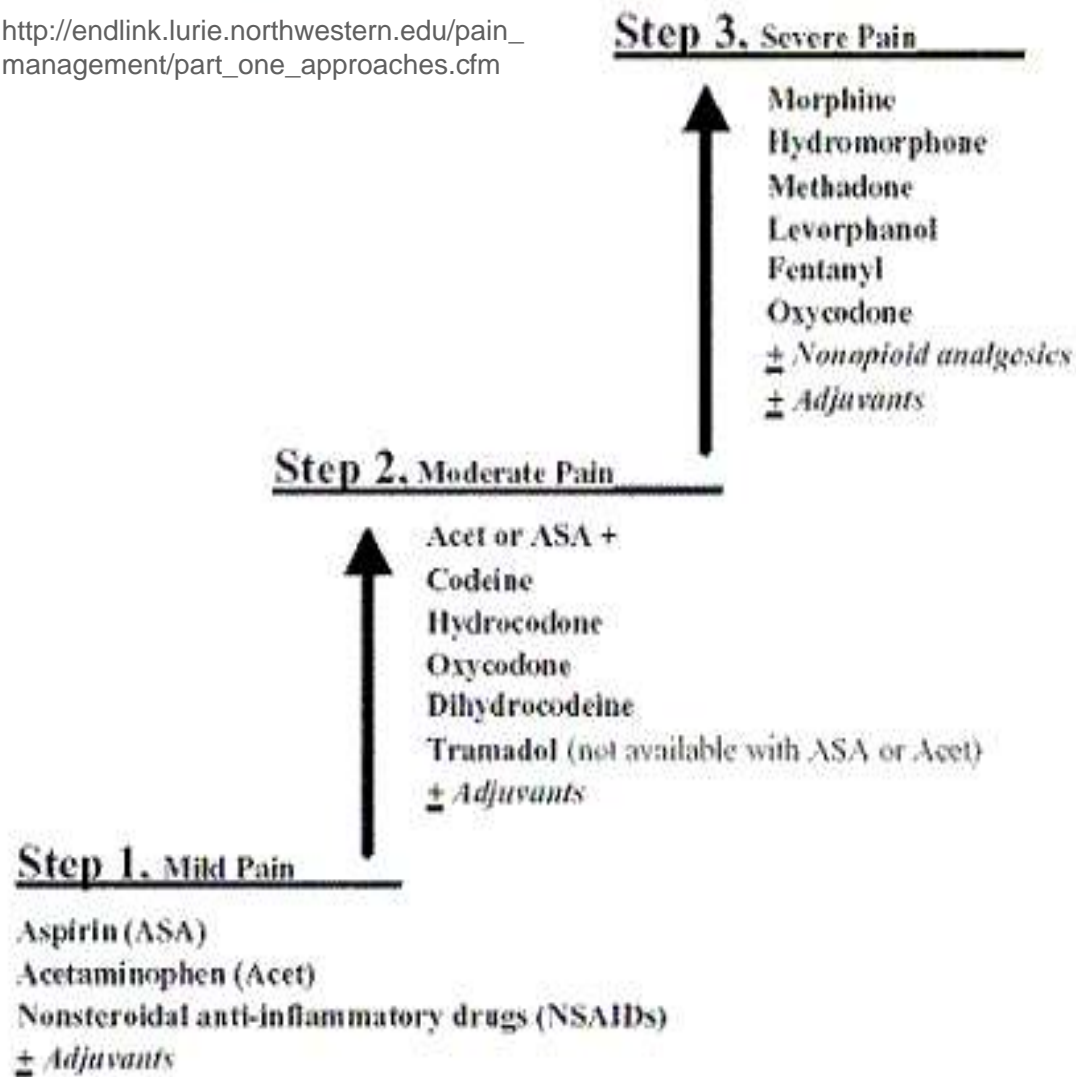 http://endlink.lurie.northwestern.edu/pain_
management/part_one_approaches.cfm
Step 3. Severe Pain
Morphine
Hydromorphone
Methadone
Levorphanol
Fentanyl
Oxycodone
± Nonopioid analgesics
± Adjuvants
Step 2. Moderate Pain
Acet or ASA +
Codeine
Hydrocodone
Oxycodone
Dihydrocodeine
Tramadol (not available with ASA or Acet)
± Adjuvants
Step 1. Mild Pain
Aspirin (ASA)
Acetaminophen (Acet)
Nonsteroidal anti-inflammatory drugs (NSAIDs)
± Adjuvants